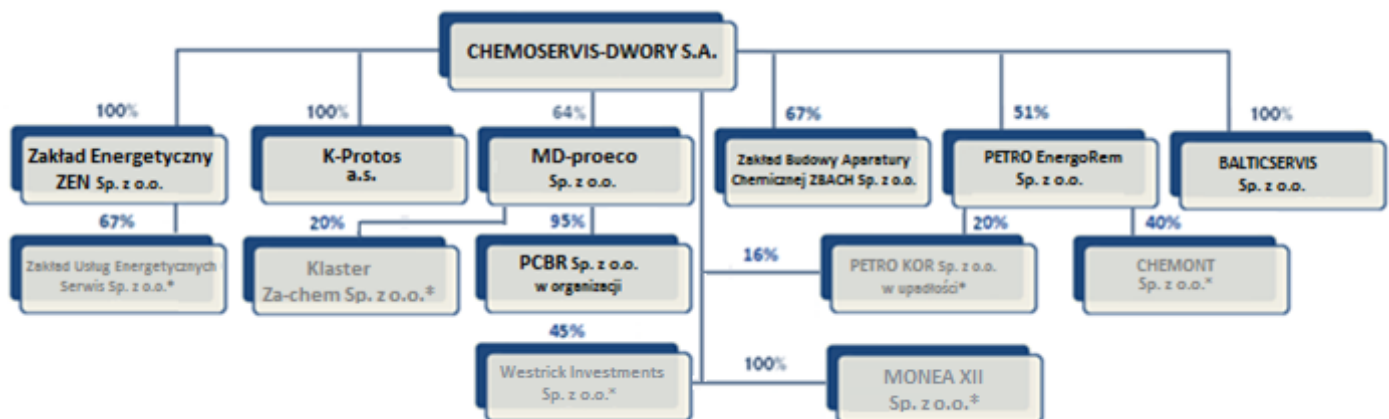 CHEMOSERVIS-DWORY S.A.
100%
100%
64%
67%
51%
100%
Zakład Energetyczny
ZEN Sp. z o.o.
K-Protos
a.s.
MD-proeco
Sp. z o.o.
Zakład Budowy Aparatury
Chemicznej ZBACH Sp. z o.o.
PETRO EnergoRem
Sp. z o.o.
BALTICSERVIS
Sp. z o.o.
67%
20%
95%
20%
40%
Zakład Usług Energetycznych
Serwis Sp. z o.o.*
Klaster
Za-chem Sp. z o.o.*
PCBR Sp. z o.o.
w organizacji
16%
PETRO KOR Sp. z o.o.
w upadłości*
CHEMONT
Sp. z o.o.*
45%
Westrick Investments
Sp. z o.o.*
100%
MONEA XII
Sp. z o.o.*